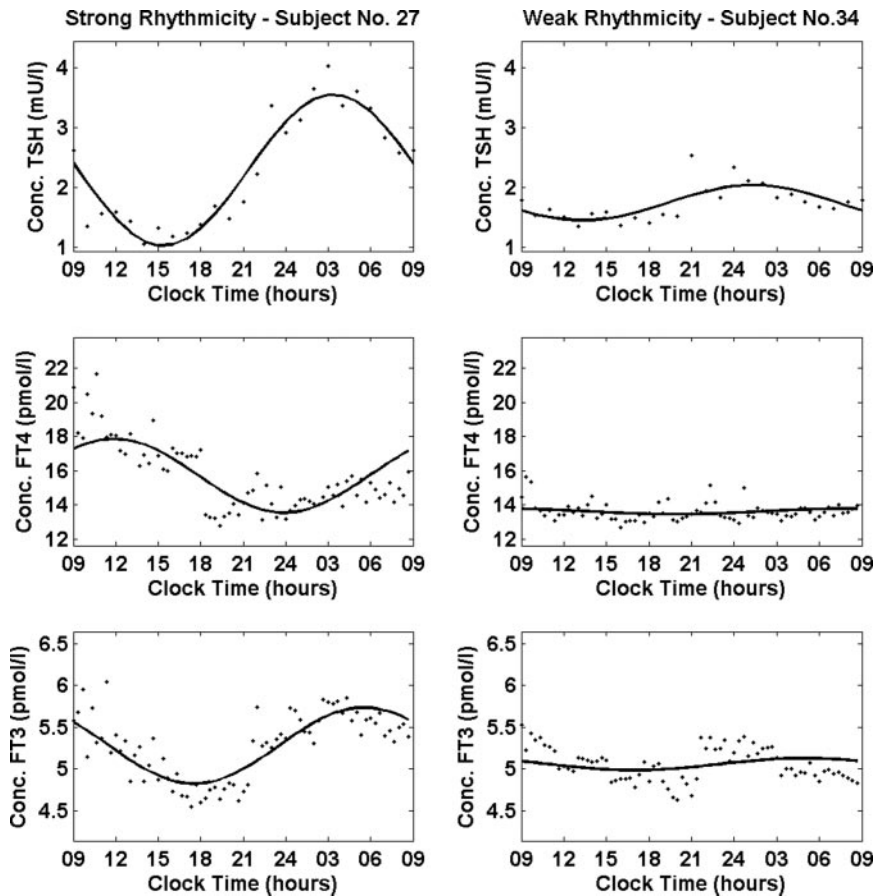 Strong Rhythmicity - Subject No. 27
Weak Rhythmicity - Subject No.34
Conc. TSH (mU/l)
4
3
2
1
09 12 15 18 21 24 03 06 09
Clock Time (hours)
Conc. TSH (mU/l)
4
3
2
1
09 12 15 18 21 24 03 06 09
Clock Time (hours)
Conc. FT4 (pmol/l)
22
20
18
16
14
12
09 12 15 18 21 24 03 06 09
Clock Time (hours)
Conc. FT4 (pmol/l)
22
20
18
16
14
12
09 12 15 18 21 24 03 06 09
Clock Time (hours)
Conc. FT3 (pmol/l)
6.5
6
5.5
5
4.5
09 12 15 18 21 24 03 06 09
Clock Time (hours)
Conc. FT3 (pmol/l)
6.5
6
5.5
5
4.5
09 12 15 18 21 24 03 06 09
Clock Time (hours)